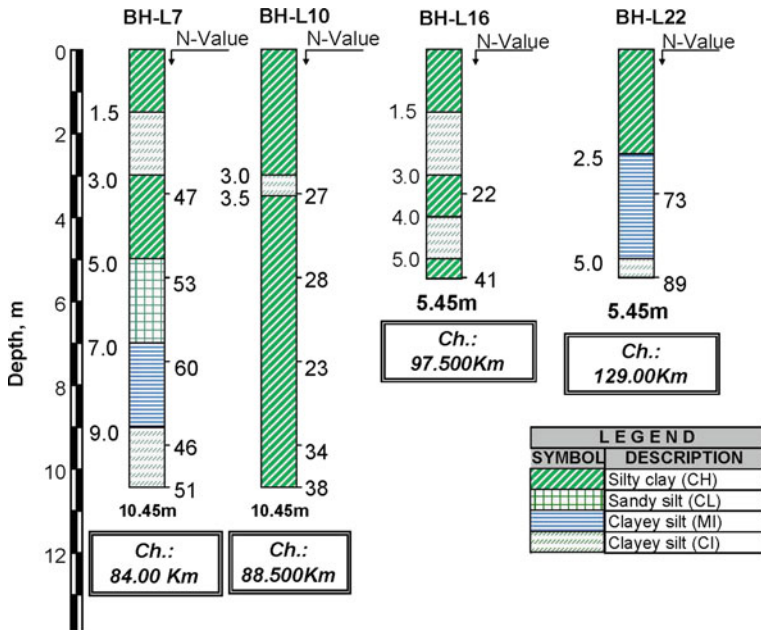 BH-L7 BH-L10 BH-L16 BH-L22
N-Value N-Value N-Value N-Value
Depth, m
0
2
4
6
8
10
12
1.5
3.0
5.0
7.0
9.0
47
53
60
46
51
10.45m
Ch.:
84.00 Km
3.0
3.5
27
28
23
34
38
10.45m
Ch.:
88.500Km
1.5
3.0
4.0
5.0
22
41
5.45m
Ch.:
97.500Km
2.5
5.0
73
89
5.45m
Ch.:
129.00Km
LEGEND
SYMBOL DESCRIPTION
Silty clay (CH)
Sandy silt (CL)
Clayey silt (MI)
Clayey silt (CI)